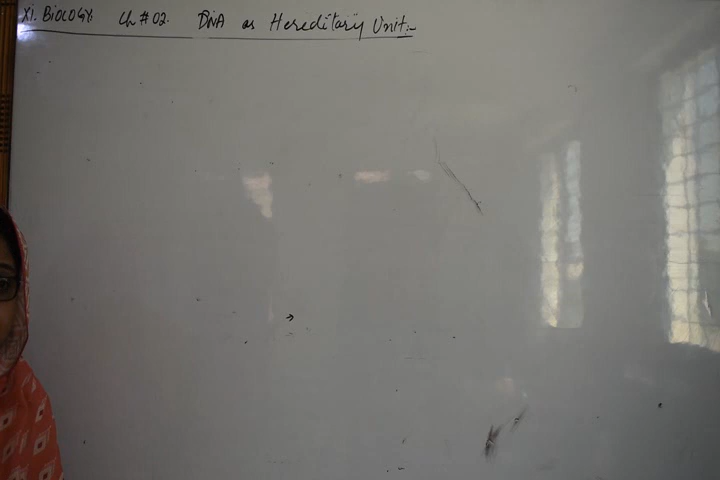 XI. BIOLOGY. Ch # 02. DNA as Hereditary Unit:-